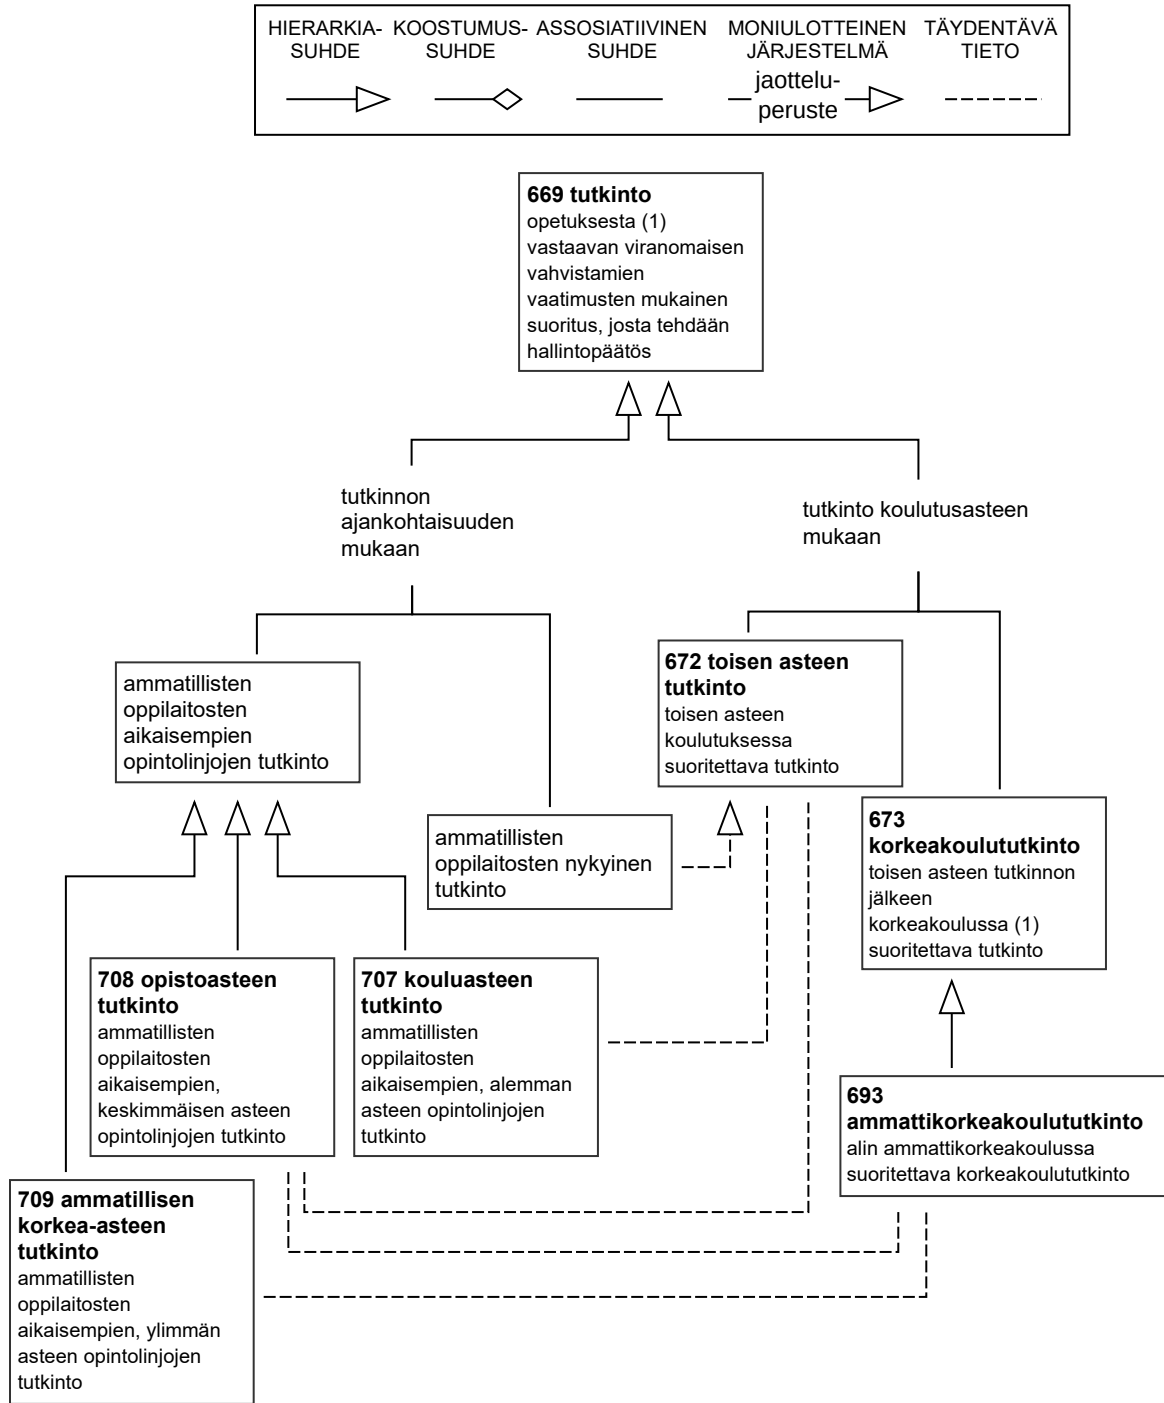 HIERARKIA-
SUHDE
KOOSTUMUS-
SUHDE
ASSOSIATIIVINEN
SUHDE
MONIULOTTEINEN
JÄRJESTELMÄ
TÄYDENTÄVÄ
TIETO
jaottelu-
peruste
669 tutkinto
opetuksesta (1)
vastaavan viranomaisen
vahvistamien
vaatimusten mukainen
suoritus, josta tehdään
hallintopäätös
tutkinnon
ajankohtaisuuden
mukaan
tutkinto koulutusasteen
mukaan
ammatillisten
oppilaitosten
aikaisempien
opintolinjojen tutkinto
672 toisen asteen
tutkinto
toisen asteen
koulutuksessa
suoritettava tutkinto
ammatillisten
oppilaitosten nykyinen
tutkinto
673
korkeakoulututkinto
toisen asteen tutkinnon
jälkeen
korkeakoulussa (1)
suoritettava tutkinto
708 opistoasteen
tutkinto
ammatillisten
oppilaitosten
aikaisempien,
keskimmäisen asteen
opintolinjojen tutkinto
707 kouluasteen
tutkinto
ammatillisten
oppilaitosten
aikaisempien, alemman
asteen opintolinjojen
tutkinto
693
ammattikorkeakoulututkinto
alin ammattikorkeakoulussa
suoritettava korkeakoulututkinto
709 ammatillisen
korkea-asteen
tutkinto
ammatillisten
oppilaitosten
aikaisempien, ylimmän
asteen opintolinjojen
tutkinto